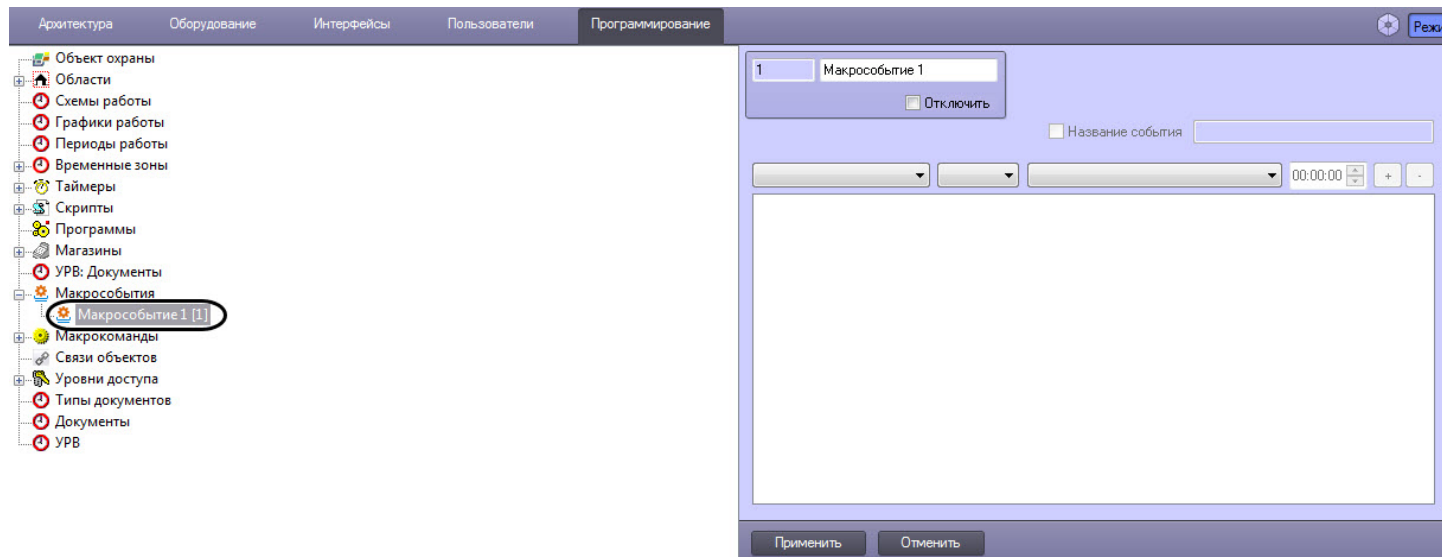 Архитектура Оборудование Интерфейсы Пользователи Программирование
Объект охраны
Области
Схемы работы
Графики работы
Периоды работы
Временные зоны
Таймеры
Скрипты
Программы
Магазины
УРВ: Документы
Макрособытия
Макрособытие 1 [1]
Макрокоманды
Связи объектов
Уровни доступа
Типы документов
Документы
УРВ
1 Макрособытие 1
Отключить
Название события
00:00:00 + -
Применить Отменить